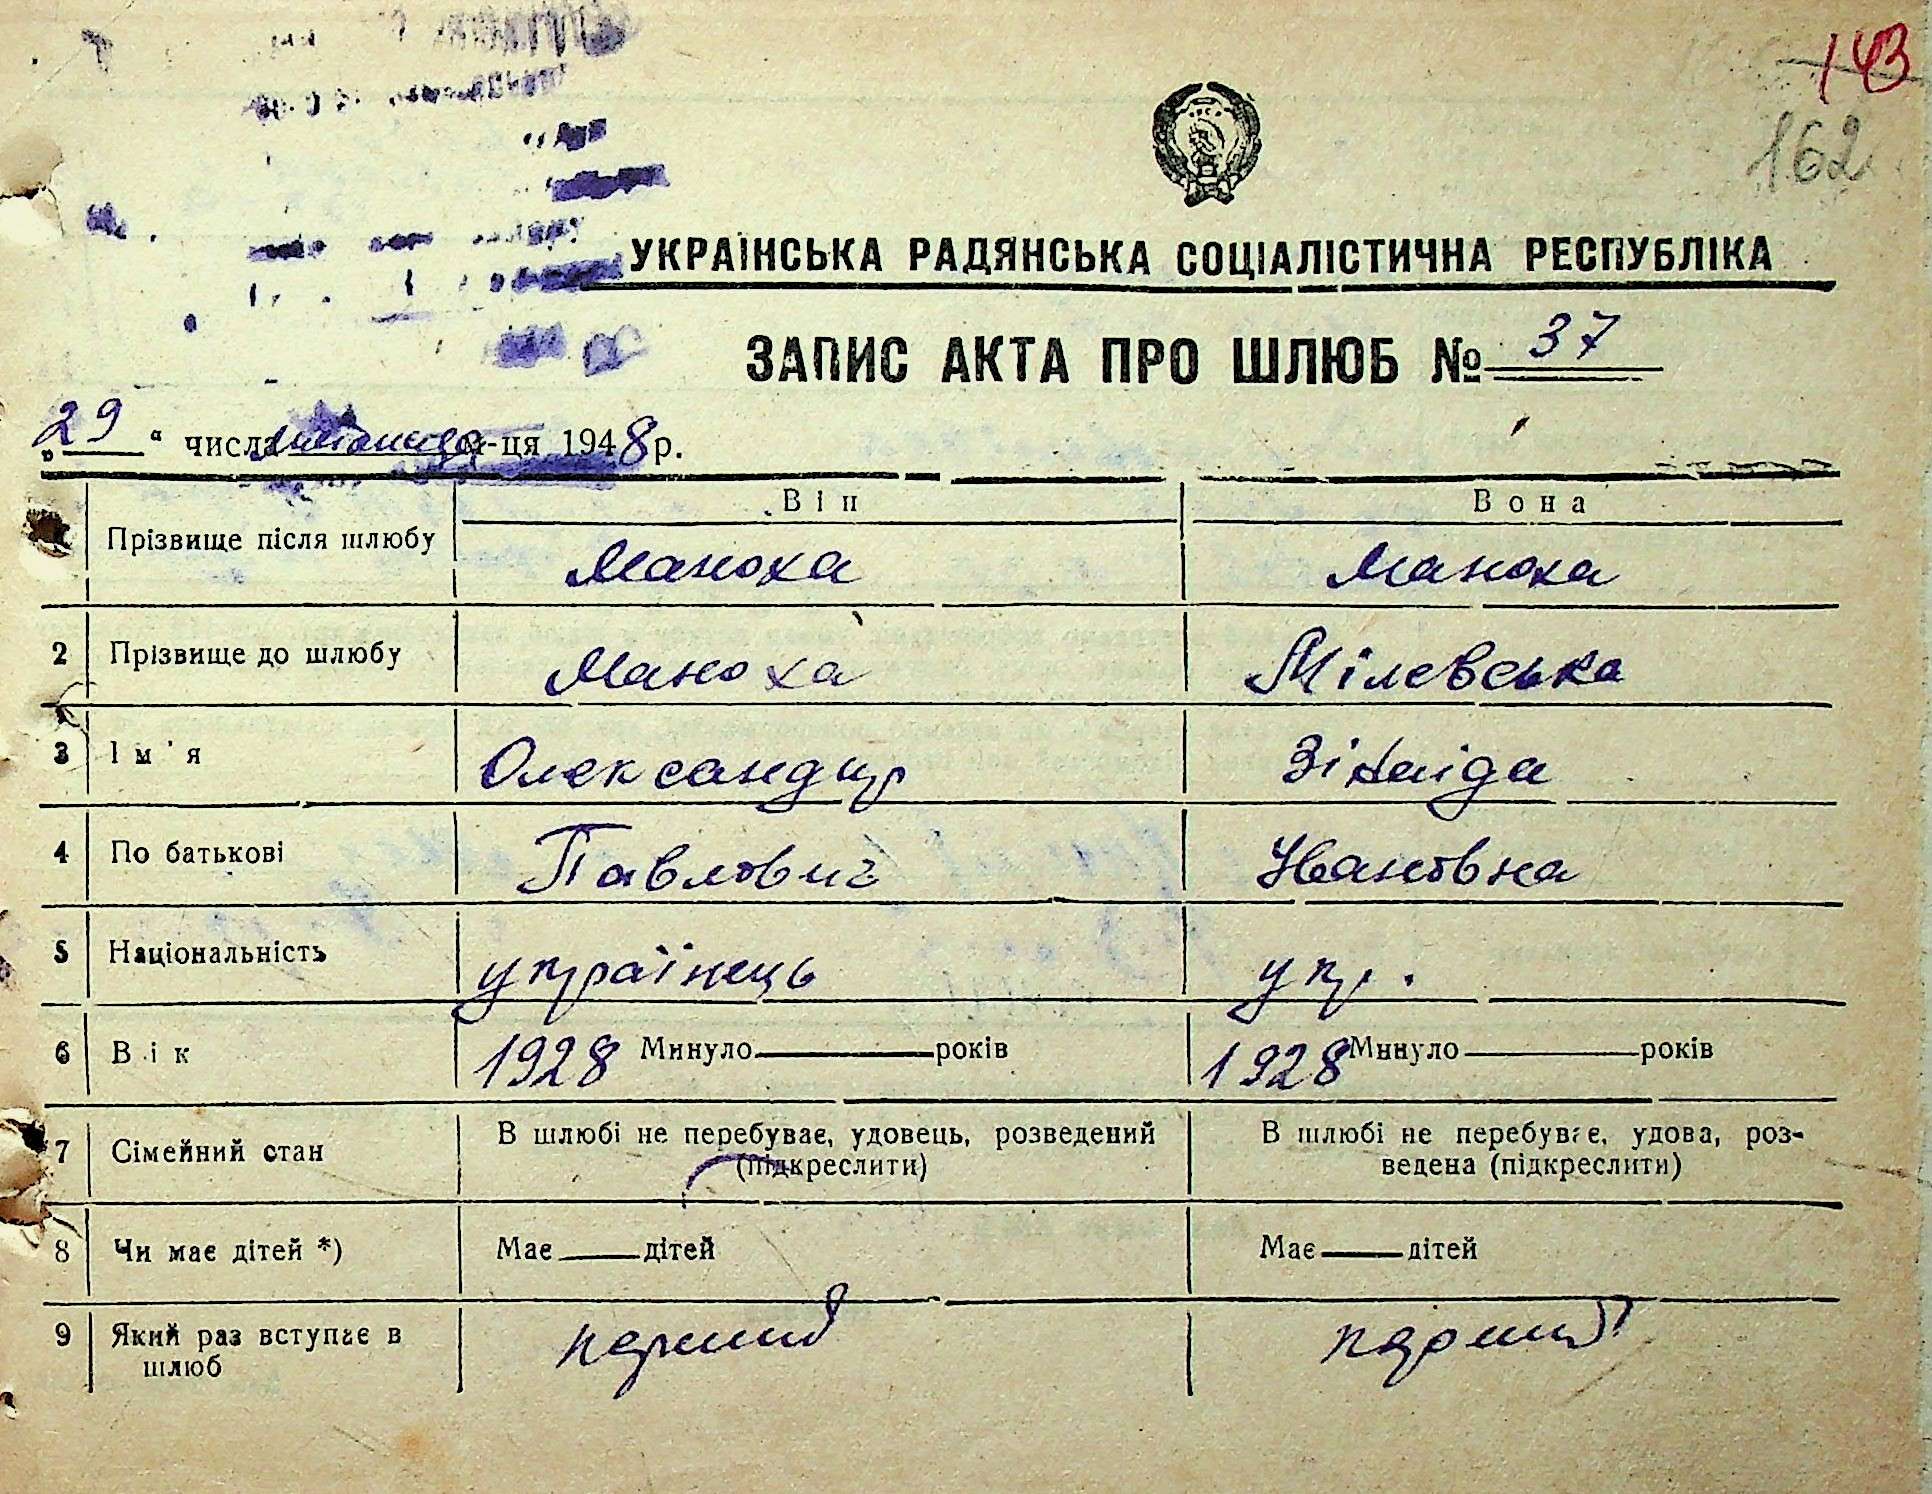 143
162
УКРАЇНСЬКА РАДЯНСЬКА СОЦІАЛІСТИЧНА РЕСПУБЛІКА
ЗАПИС АКТА ПРО ШЛЮБ № 37
„29“ числа листопада м-ця 1948 р.
Він Вона
Прізвище після шлюбу Маноха Маноха
2 Прізвище до шлюбу Маноха Мілевська
3 Ім'я Олександр Зінаїда
4 По батькові Павлович Ивановна
5 Національність українець укр.
6 Вік 1928 Минуло років 1928 Минуло років
7 Сімейний стан В шлюбі не перебуває, удовець, розведений (підкреслити) В шлюбі не перебуває, удова, роз-
ведена (підкреслити)
8 Чи має дітей *) Має дітей Має дітей
9 Який раз вступає в шлюб перший перший